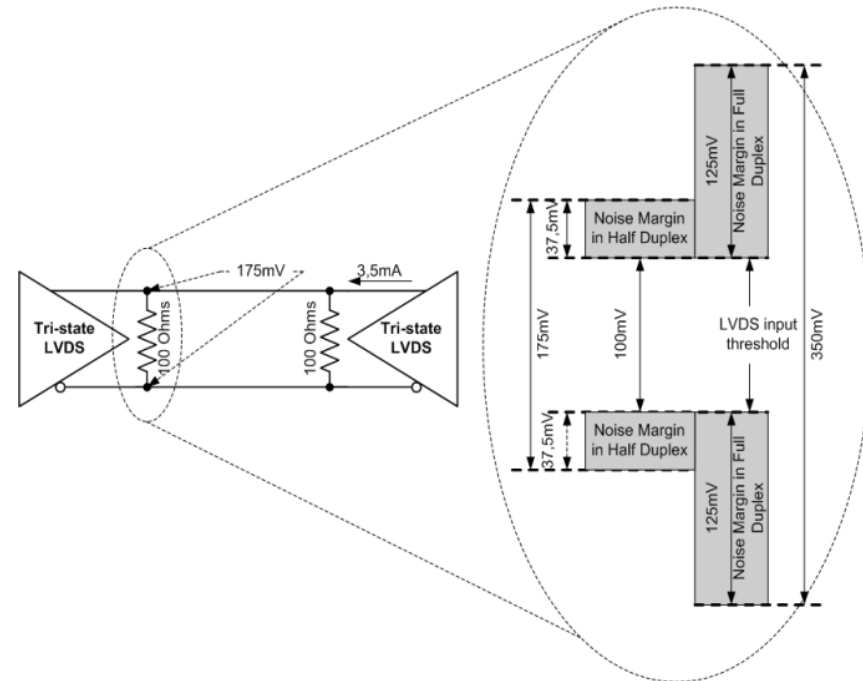 175mV
3,5mA
Tri-state
LVDS
100 Ohms
100 Ohms
Tri-state
LVDS
175mV
37,5mV
Noise Margin
in Half Duplex
125mV
Noise Margin in Full
Duplex
100mV
LVDS input
threshold
350mV
37,5mV
Noise Margin
in Half Duplex
125mV
Noise Margin in Full
Duplex